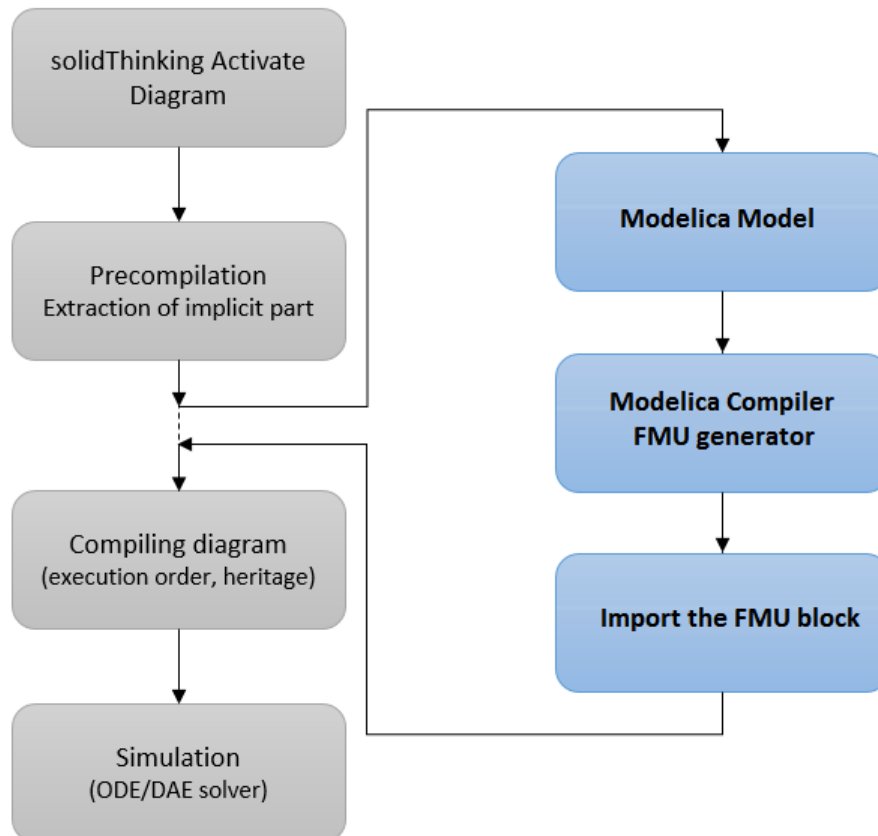 solidThinking Activate
Diagram
Precompilation
Extraction of implicit part
Compiling diagram
(execution order, heritage)
Simulation
(ODE/DAE solver)
Modelica Model
Modelica Compiler
FMU generator
Import the FMU block